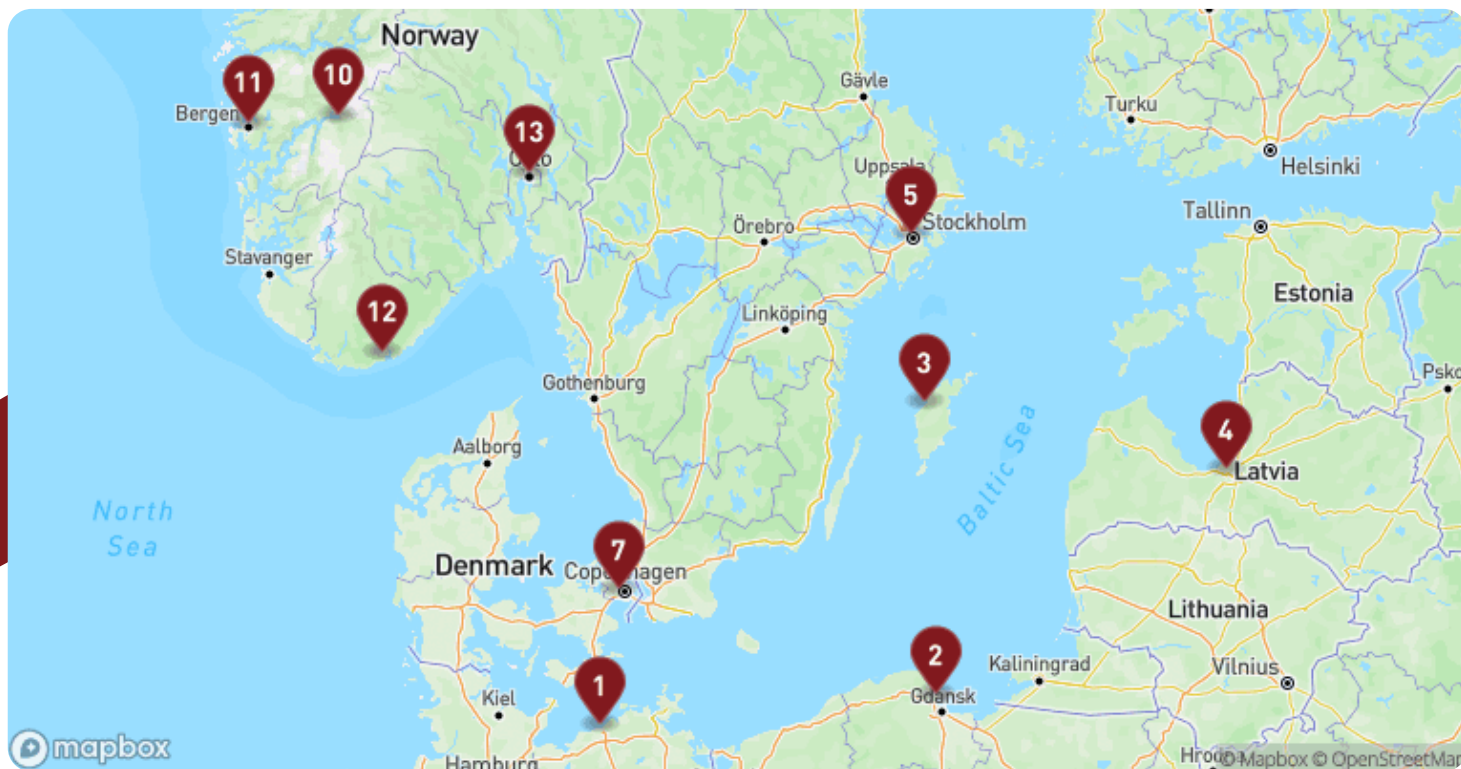 Norway
Gävle
11
10
Bergen
Turku
13
Oslo
Helsinki
Uppsala
5
Stockholm
Tallinn
Örebro
Stavanger
Estonia
12
Linköping
3
Gothenburg
Baltic Sea
4
Aalborg
Latvia
North
Sea
7
Denmark
Copenhagen
Lithuania
2
Kaliningrad
Vilnius
1
Kiel
Gdansk
mapbox
Hamburg
© Mapbox © OpenStreetMap